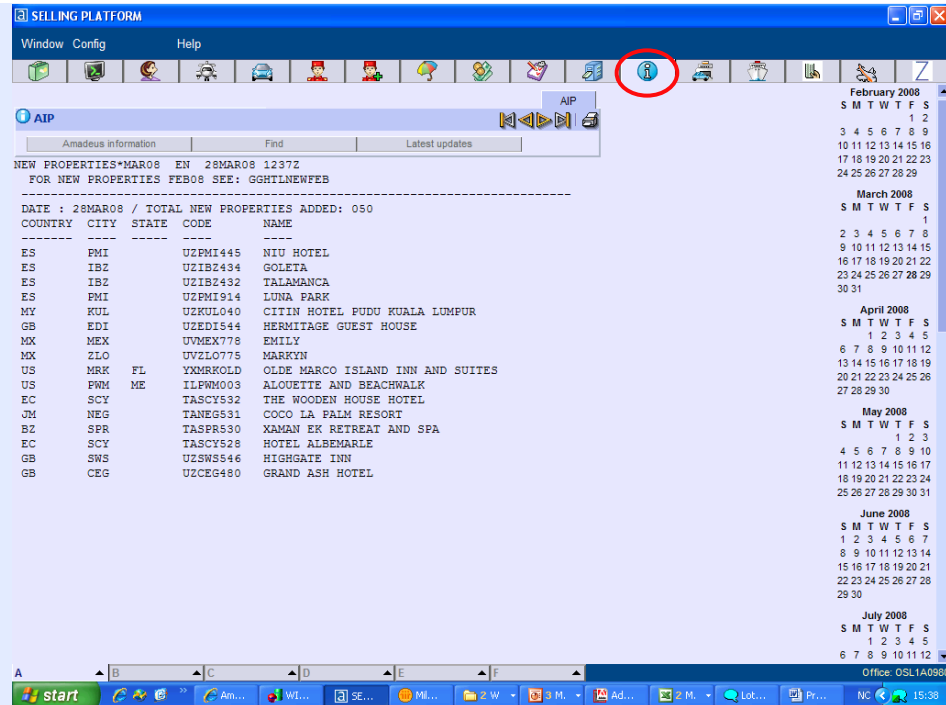 SELLING PLATFORM
Window Config Help
AIP
AIP
Amadeus information Find Latest updates
NEW PROPERTIES*MAR08 EN 28MAR08 1237Z
FOR NEW PROPERTIES FEB08 SEE: GGHTLNEWFEB
--------------------------------------------------------------------------
DATE : 28MAR08 / TOTAL NEW PROPERTIES ADDED: 050
COUNTRY CITY STATE CODE NAME
------- ---- ----- ---- ----
ES PMI UZPMI445 NIU HOTEL
ES IBZ UZIBZ434 GOLETA
ES IBZ UZIBZ432 TALAMANCA
ES PMI UZPMI914 LUNA PARK
MY KUL UZKUL040 CITIN HOTEL PUDU KUALA LUMPUR
GB EDI UZEDI544 HERMITAGE GUEST HOUSE
MX MEX UVMEX778 EMILY
MX ZLO UVZLO775 MARKYN
US MRK FL YXMRKOLD OLDE MARCO ISLAND INN AND SUITES
US PWM ME ILPWM003 ALOUETTE AND BEACHWALK
EC SCY TASCY532 THE WOODEN HOUSE HOTEL
JM NEG TANEG531 COCO LA PALM RESORT
BZ SPR TASPR530 XAMAN EK RETREAT AND SPA
EC SCY TASCY528 HOTEL ALBEMARLE
GB SWS UZSWS546 HIGHGATE INN
GB CEG UZCEG480 GRAND ASH HOTEL
February 2008
S M T W T F S
1 2
3 4 5 6 7 8 9
10 11 12 13 14 15 16
17 18 19 20 21 22 23
24 25 26 27 28 29
March 2008
S M T W T F S
1
2 3 4 5 6 7 8
9 10 11 12 13 14 15
16 17 18 19 20 21 22
23 24 25 26 27 28 29
30 31
April 2008
S M T W T F S
1 2 3 4 5
6 7 8 9 10 11 12
13 14 15 16 17 18 19
20 21 22 23 24 25 26
27 28 29 30
May 2008
S M T W T F S
1 2 3
4 5 6 7 8 9 10
11 12 13 14 15 16 17
18 19 20 21 22 23 24
25 26 27 28 29 30 31
June 2008
S M T W T F S
1 2 3 4 5 6 7
8 9 10 11 12 13 14
15 16 17 18 19 20 21
22 23 24 25 26 27 28
29 30
July 2008
S M T W T F S
1 2 3 4 5
6 7 8 9 10 11 12
A B C D E F Office: OSL1A0980
start Am... WI... SE... Mil... 2 W 3 M. Ad... 2 M. Lot... Pr... NC 15:38